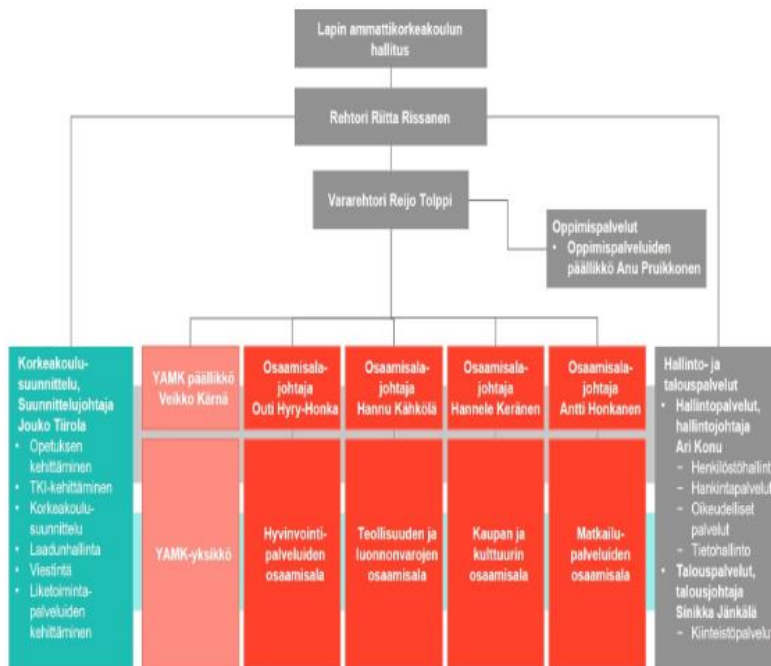 Lapin ammattikorkeakoulun
hallitus
Rehtori Riitta Rissanen
Vararehtori Reijo Tolppi
Oppimispalvelut
• Oppimispalveluiden
päällikkö Anu Pruikkonen
Korkeakoulu-
suunnittelu,
Suunnittelujohtaja
Jouko Tiirola
• Opetuksen
kehittäminen
• TKI-kehittäminen
• Korkeakoulu-
suunnittelu
• Laadunhallinta
• Viestintä
• Liketoiminta-
palveluiden
kehittäminen
YAMK päällikkö
Veikko Kärnä
YAMK-yksikkö
Osaamisala-
johtaja
Outi Hyry-Honka
Hyvinvointi-
palveluiden
osaamisala
Osaamisala-
johtaja
Hannu Kähkölä
Teollisuuden ja
luonnonvarojen
osaamisala
Osaamisala-
johtaja
Hannele Keränen
Kaupan ja
kulttuurin
osaamisala
Osaamisala-
johtaja
Antti Honkanen
Matkailu-
palveluiden
osaamisala
Hallinto- ja
talouspalvelut
• Hallintopalvelut,
hallintojohtaja
Ari Konu
– Henkilöstöhallint
– Hankintapalvelut
– Oikeudelliset
palvelut
– Tietohallinto
• Talouspalvelut,
talousjohtaja
Sinikka Jänkälä
– Kiinteistöpalvelut